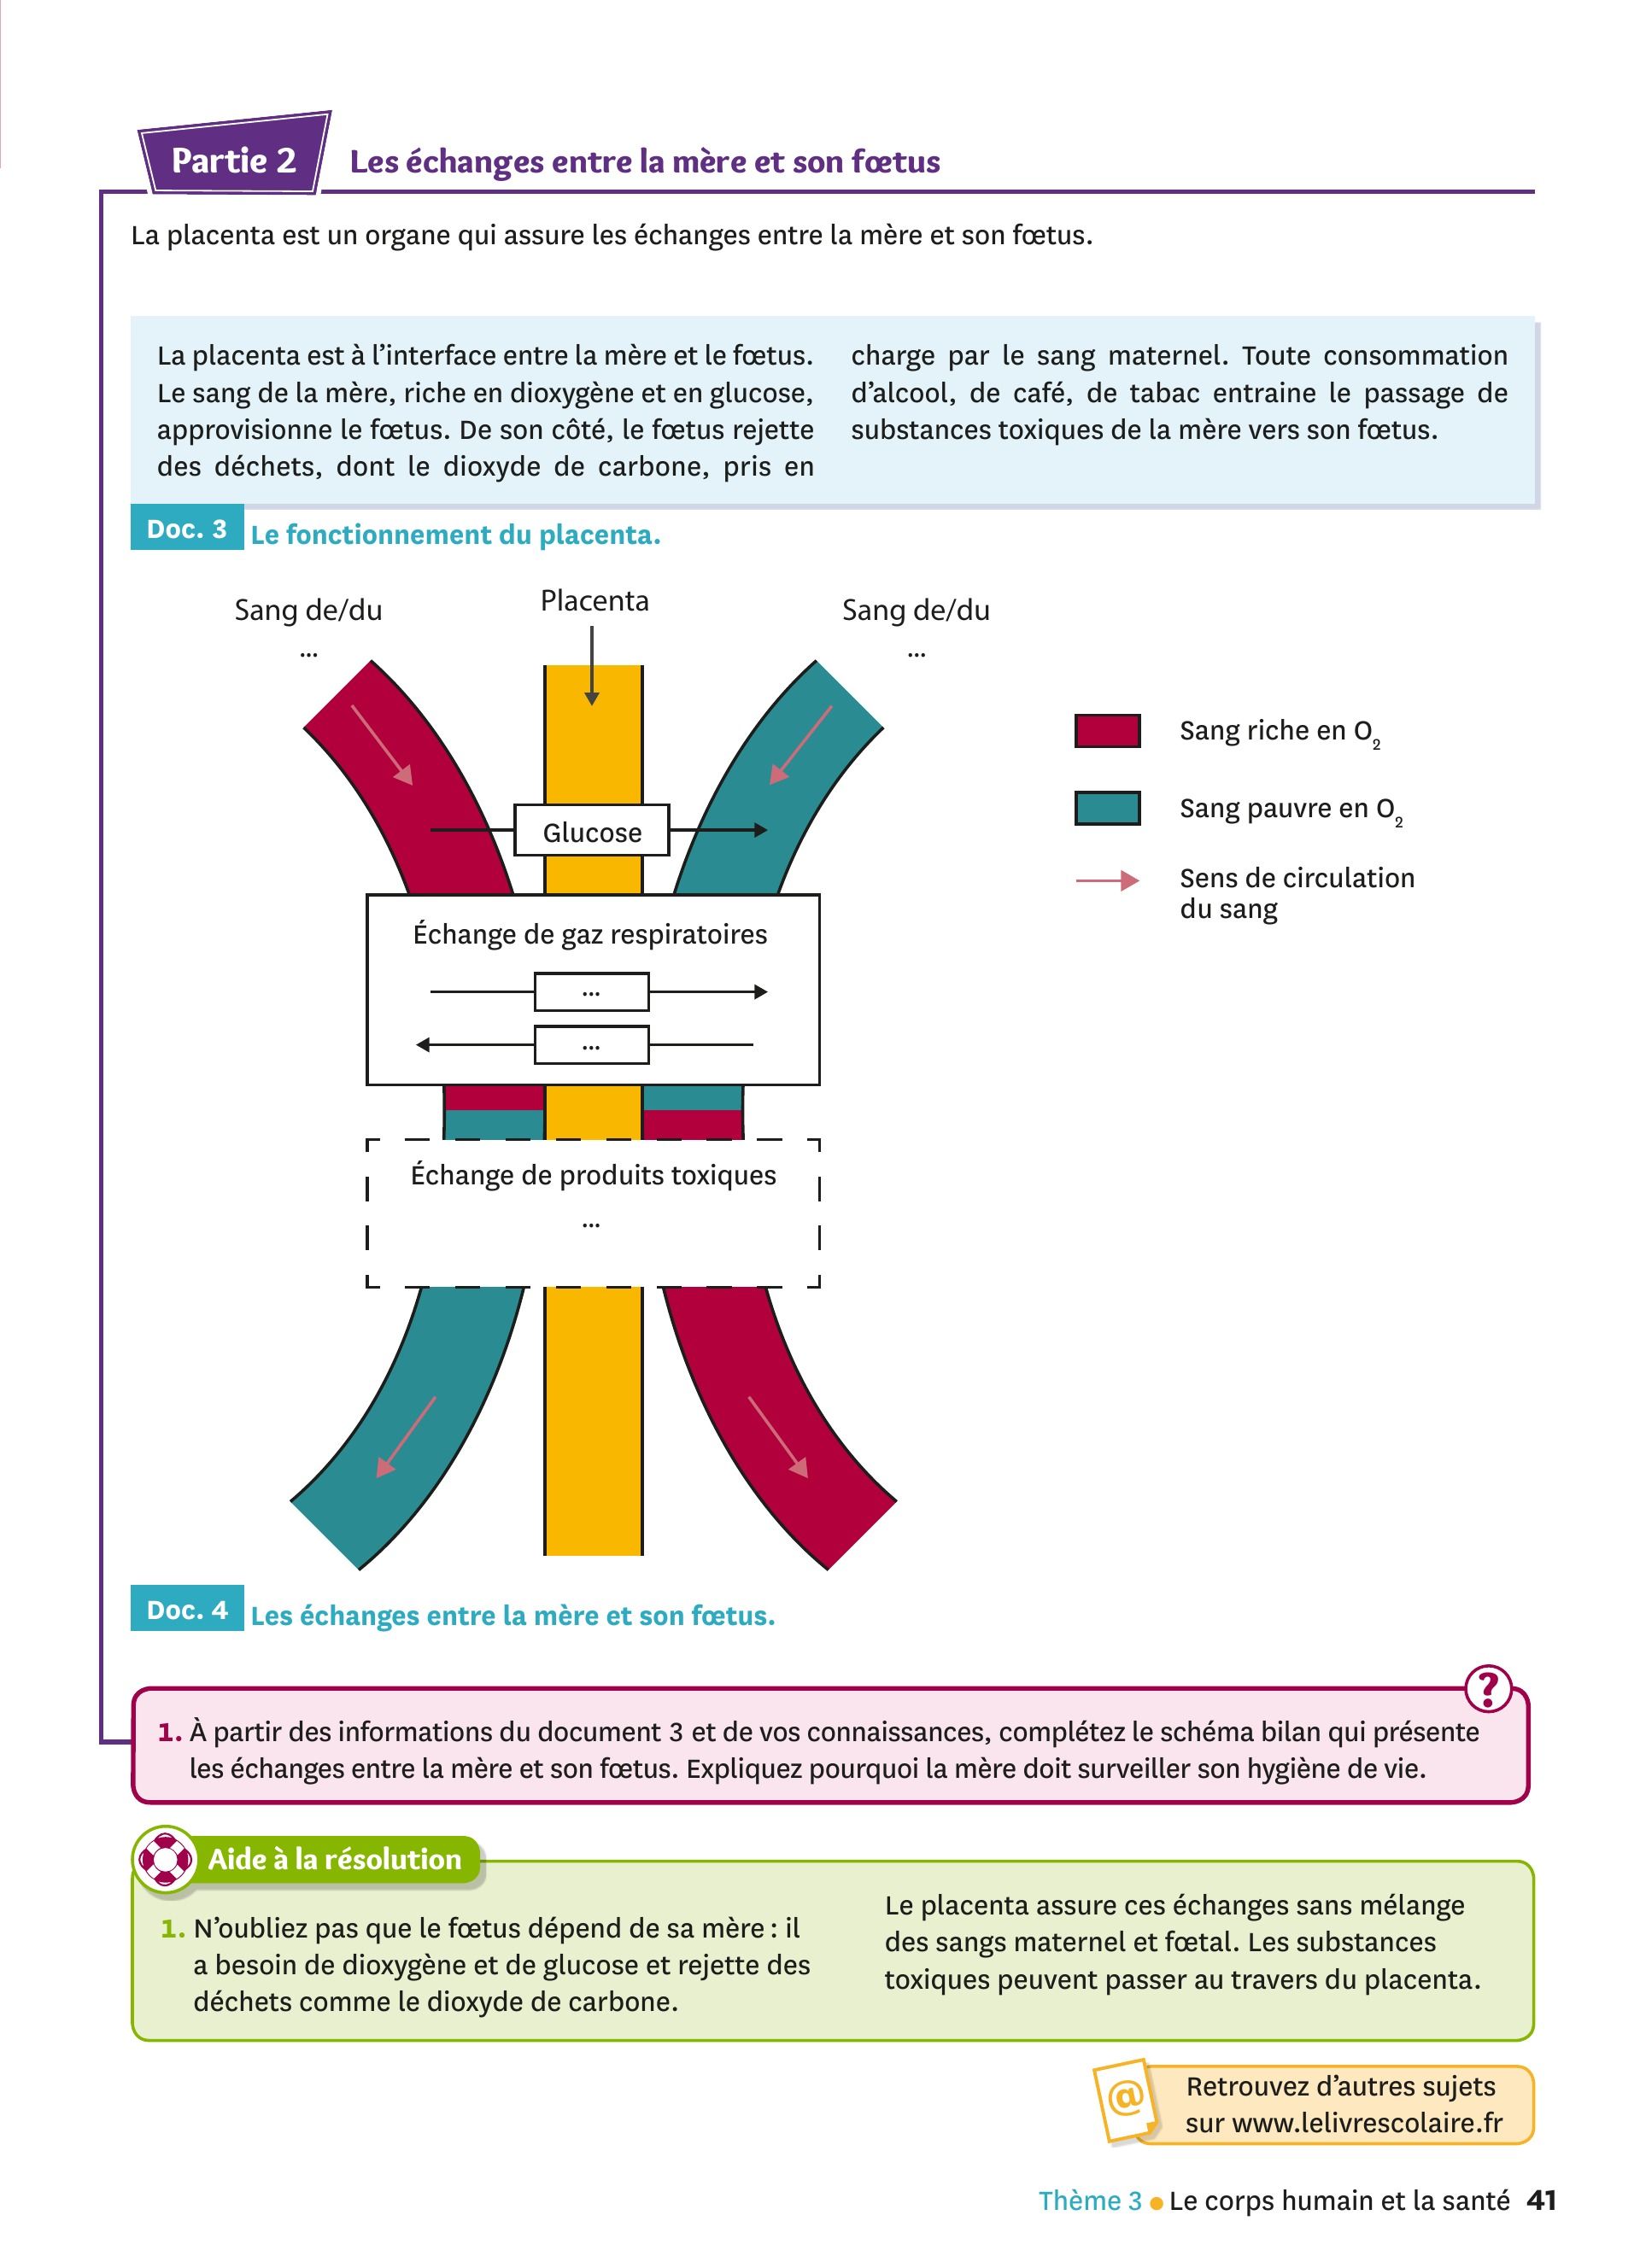 Partie 2
Les échanges entre la mère et son fœtus
La placenta est un organe qui assure les échanges entre la mère et son fœtus.
La placenta est à l’interface entre la mère et le fœtus.
Le sang de la mère, riche en dioxygène et en glucose,
approvisionne le fœtus. De son côté, le fœtus rejette
des déchets, dont le dioxyde de carbone, pris en
charge par le sang maternel. Toute consommation
d’alcool, de café, de tabac entraine le passage de
substances toxiques de la mère vers son fœtus.
Doc. 3 Le fonctionnement du placenta.
Sang de/du
...
Placenta
Sang de/du
...
Glucose
Échange de gaz respiratoires
...
...
Échange de produits toxiques
...
Sang riche en O₂
Sang pauvre en O₂
Sens de circulation
du sang
Doc. 4 Les échanges entre la mère et son fœtus.
?
1. À partir des informations du document 3 et de vos connaissances, complétez le schéma bilan qui présente
les échanges entre la mère et son fœtus. Expliquez pourquoi la mère doit surveiller son hygiène de vie.
Aide à la résolution
1. N’oubliez pas que le fœtus dépend de sa mère : il
a besoin de dioxygène et de glucose et rejette des
déchets comme le dioxyde de carbone.
Le placenta assure ces échanges sans mélange
des sangs maternel et fœtal. Les substances
toxiques peuvent passer au travers du placenta.
@
Retrouvez d’autres sujets
sur www.lelivrescolaire.fr
Thème 3 • Le corps humain et la santé 41